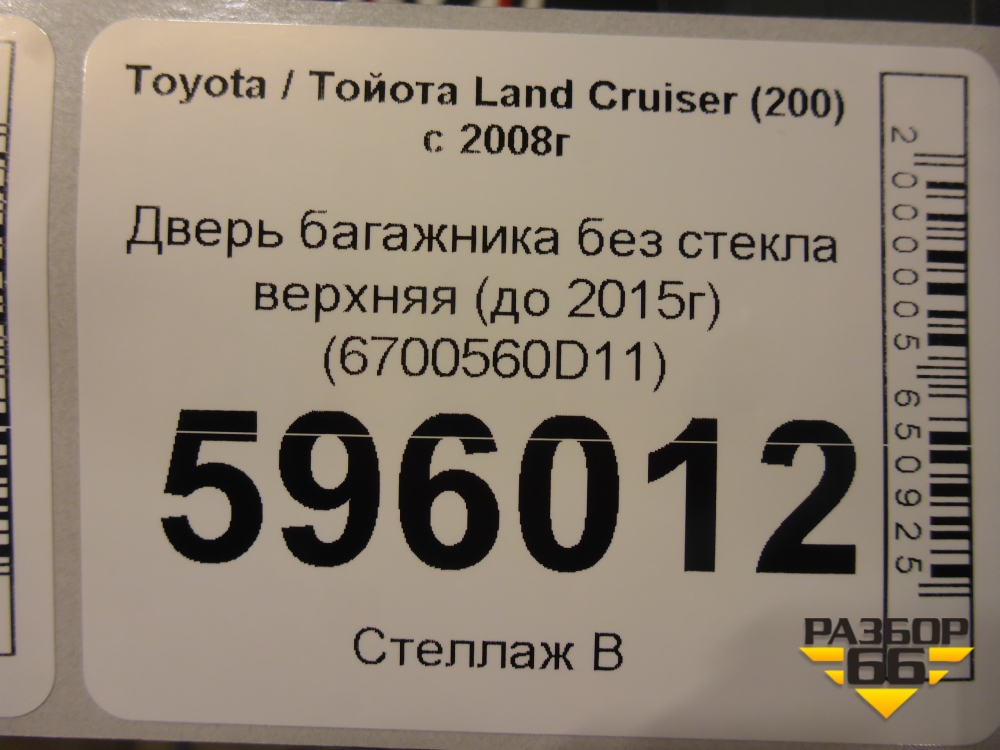 Toyota / Тойота Land Cruiser (200)
с 2008г
Дверь багажника без стекла
верхняя (до 2015г)
(6700560D11)
596012
Стеллаж В
2000005650925
РАЗБОР
66